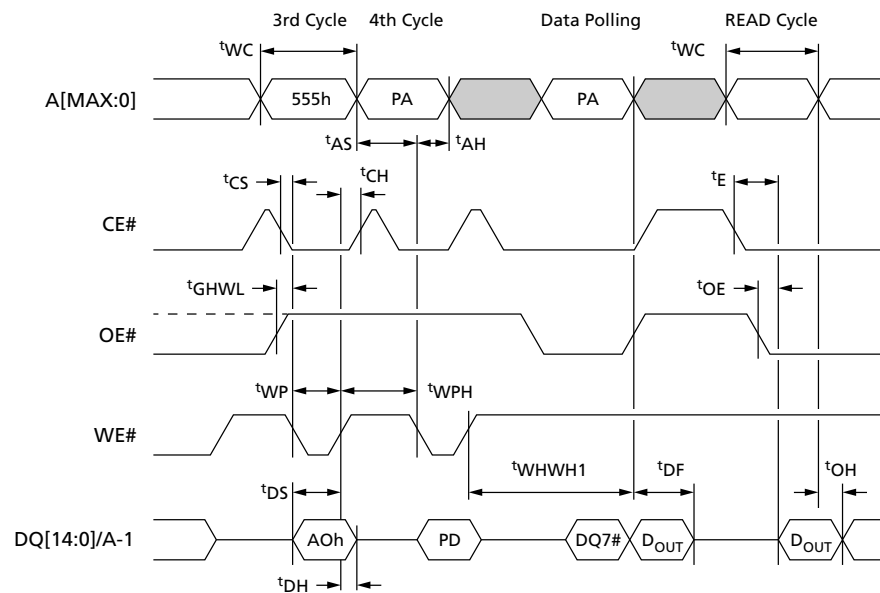 3rd Cycle 4th Cycle Data Polling READ Cycle
tWC tWC
A[MAX:0] 555h PA PA
tAS tAH
tCS tCH tE
CE#
tGHWL tOE
OE#
tWP tWPH
WE#
tWHWH1 tDF tOH
tDS
DQ[14:0]/A-1 AOh PD DQ7# DOUT DOUT
tDH